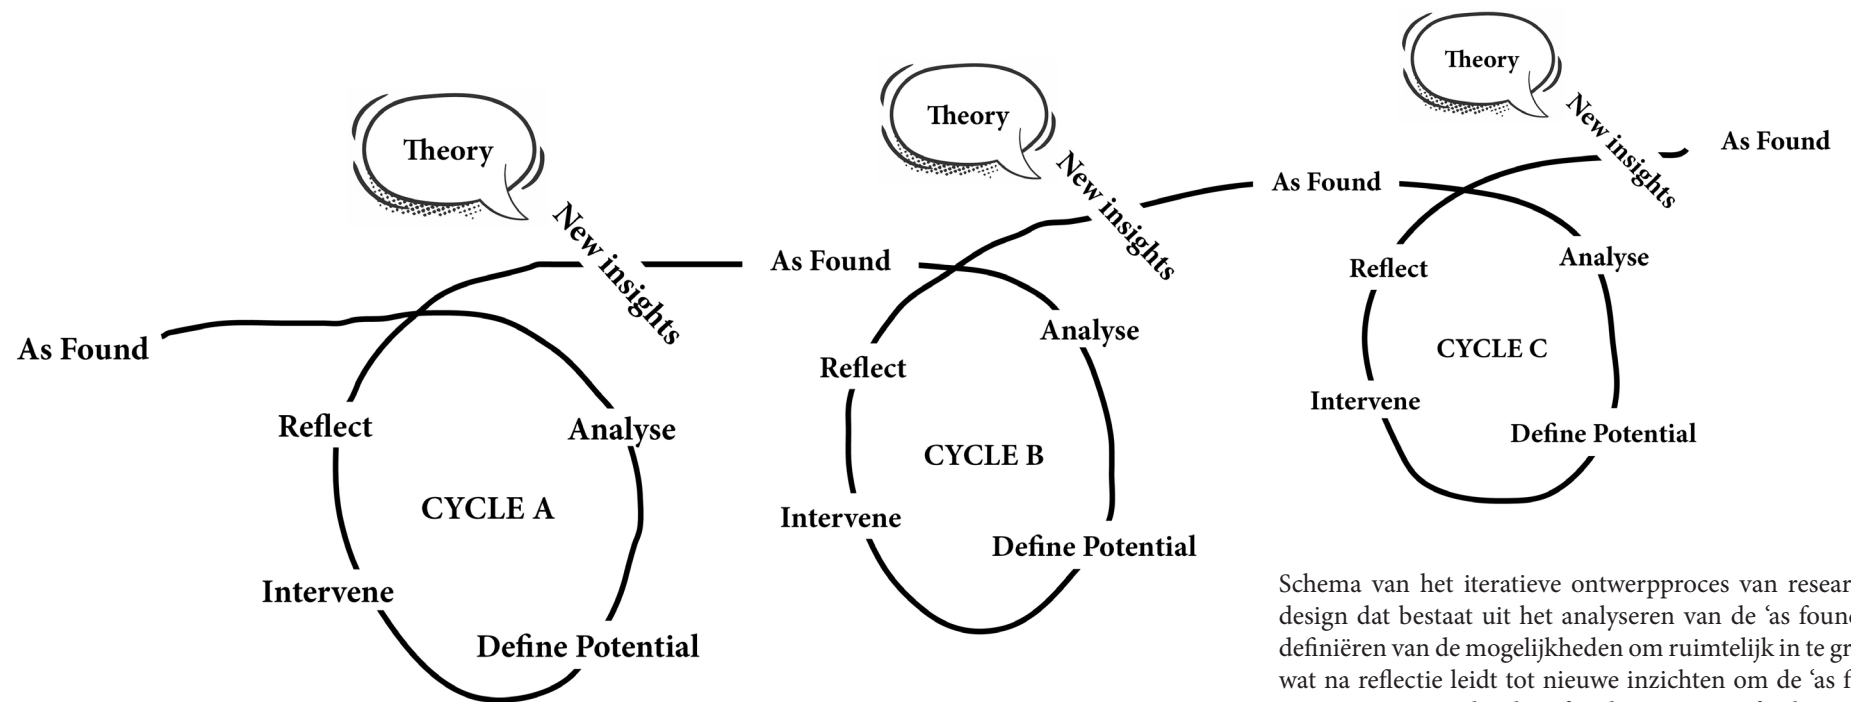 As Found
Theory
New insights
Reflect
Analyse
CYCLE A
Intervene
Define Potential
As Found
Theory
New insights
Reflect
Analyse
CYCLE B
Intervene
Define Potential
As Found
Theory
New insights
Reflect
Analyse
CYCLE C
Intervene
Define Potential
As Found
Schema van het iteratieve ontwerpproces van resear
design dat bestaat uit het analyseren van de ‘as foun
definiëren van de mogelijkheden om ruimtelijk in te gr
wat na reflectie leidt tot nieuwe inzichten om de ‘as f